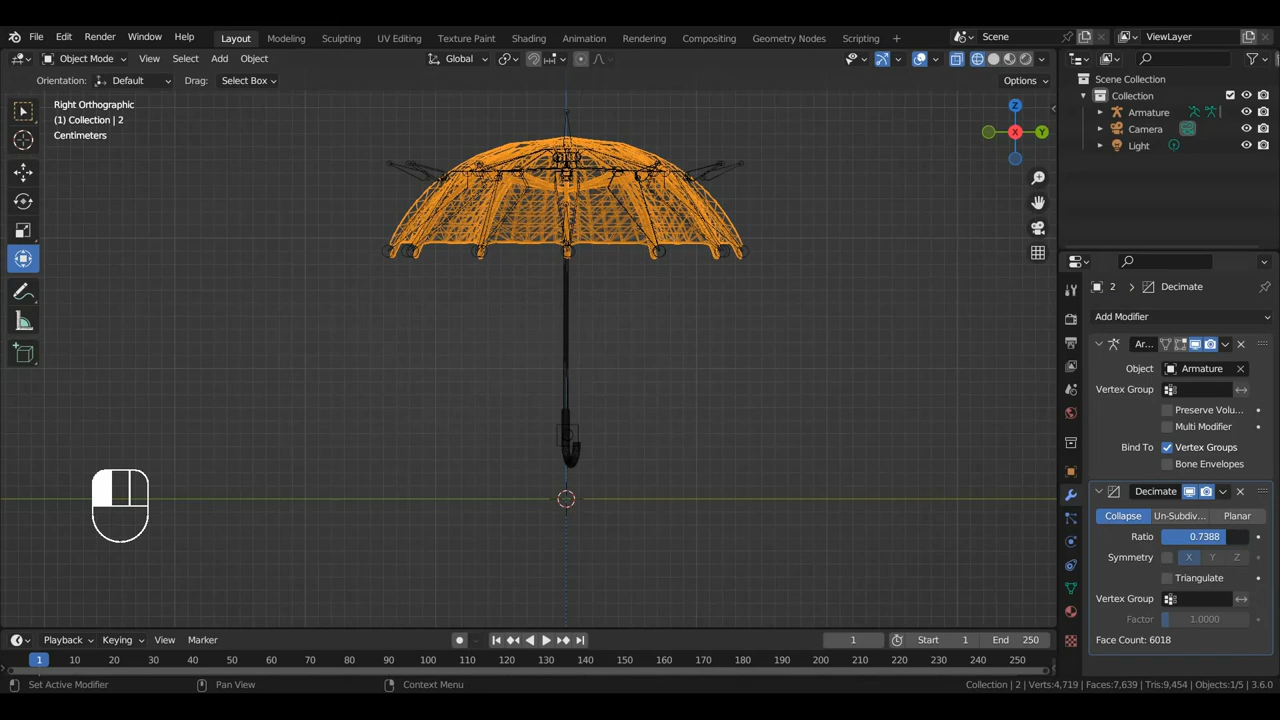 File Edit Render Window Help Layout Modeling Sculpting UV Editing Texture Paint Shading Animation Rendering Compositing Geometry Nodes Scripting + Scene ViewLayer
Object Mode View Select Add Object Global Options
Orientation: Default Drag: Select Box
Right Orthographic
(1) Collection | 2
Centimeters
X
Y
Z
Scene Collection
Collection
Armature
Camera
Light
2 > Decimate
Add Modifier
Ar...
Object Armature
Vertex Group
Preserve Volu...
Multi Modifier
Bind To Vertex Groups
Bone Envelopes
Decimate
Collapse Un-Subdiv... Planar
Ratio 0.7388
Symmetry X Y Z
Triangulate
Vertex Group
Factor 1.0000
Face Count: 6018
Playback Keying View Marker 1 Start 1 End 250
1 10 20 30 40 50 60 70 80 90 100 110 120 130 140 150 160 170 180 190 200 210 220 230 240 250
Set Active Modifier Pan View Context Menu Collection | 2 | Verts:4,719 | Faces:7,639 | Tris:9,454 | Objects:1/5 | 3.6.0